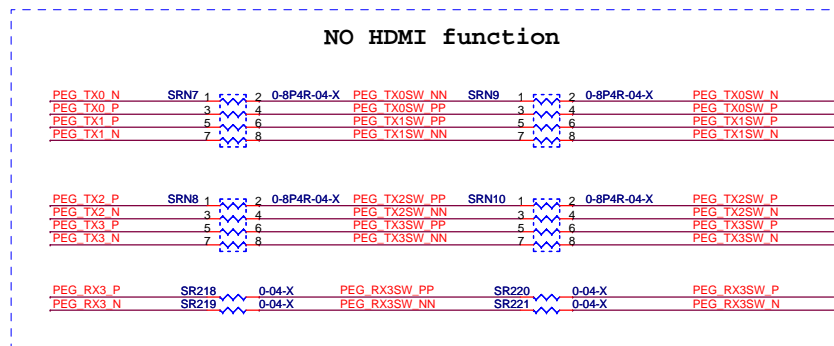 NO HDMI function
PEG_TX0_N SRN7 1 2 0-8P4R-04-X PEG_TX0SW_NN SRN9 1 2 0-8P4R-04-X PEG_TX0SW_N
PEG_TX0_P 3 4 PEG_TX0SW_PP 3 4 PEG_TX0SW_P
PEG_TX1_P 5 6 PEG_TX1SW_PP 5 6 PEG_TX1SW_P
PEG_TX1_N 7 8 PEG_TX1SW_NN 7 8 PEG_TX1SW_N
PEG_TX2_P SRN8 1 2 0-8P4R-04-X PEG_TX2SW_PP SRN10 1 2 0-8P4R-04-X PEG_TX2SW_P
PEG_TX2_N 3 4 PEG_TX2SW_NN 3 4 PEG_TX2SW_N
PEG_TX3_P 5 6 PEG_TX3SW_PP 5 6 PEG_TX3SW_P
PEG_TX3_N 7 8 PEG_TX3SW_NN 7 8 PEG_TX3SW_N
PEG_RX3_P SR218 0-04-X PEG_RX3SW_PP SR220 0-04-X PEG_RX3SW_P
PEG_RX3_N SR219 0-04-X PEG_RX3SW_NN SR221 0-04-X PEG_RX3SW_N